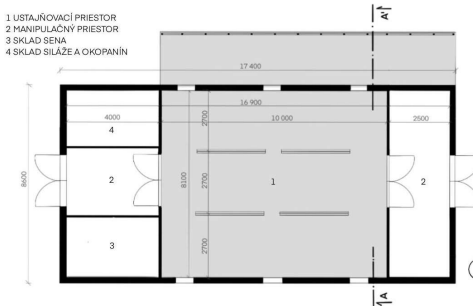 1 USTAJŇOVACÍ PRIESTOR
2 MANIPULAČNÝ PRIESTOR
3 SKLAD SENA
4 SKLAD SILÁŽE A OKOPANÍN
A'
17 400
16 900
4000
10 000
2500
2700
4
8600
2
8100
2700
1
2
3
2700
A